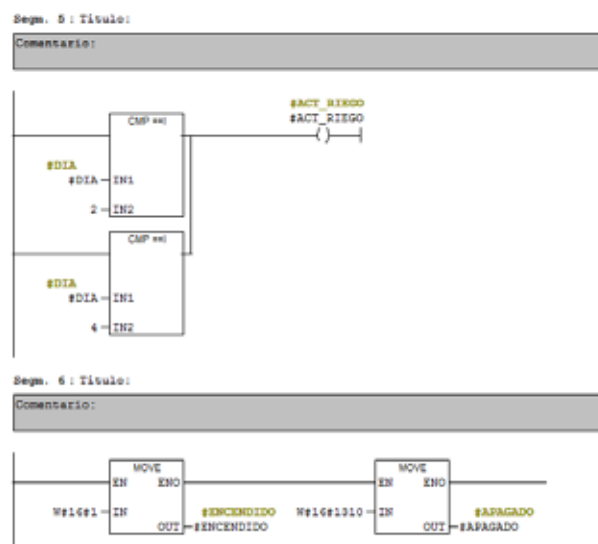 Segm. 5 : Título:
Comentario:
#ACT_RIEGO
#ACT_RIEGO
CMP ==I
#DIA
#DIA IN1
2 IN2
CMP ==I
#DIA
#DIA IN1
4 IN2
Segm. 6 : Título:
Comentario:
MOVE
EN ENO
W#16#1 IN
#ENCENDIDO
OUT #ENCENDIDO
MOVE
EN ENO
W#16#1310 IN
#APAGADO
OUT #APAGADO